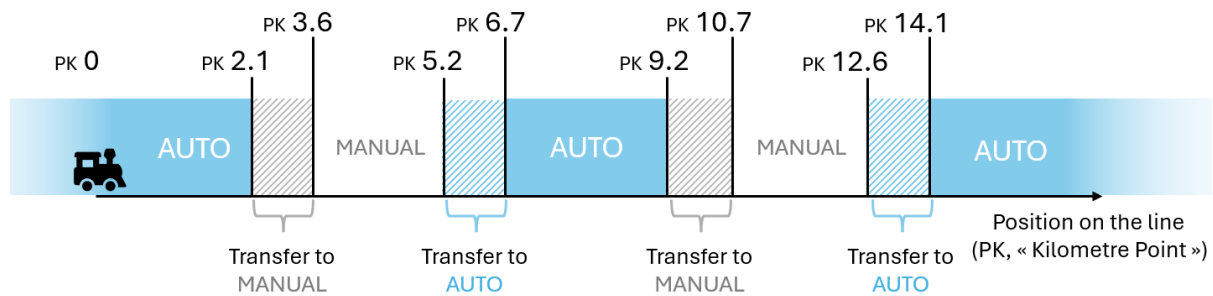 PK 3.6
PK 6.7
PK 10.7
PK 14.1
PK 0
PK 2.1
PK 5.2
PK 9.2
PK 12.6
AUTO
MANUAL
AUTO
MANUAL
AUTO
Transfer to
MANUAL
Transfer to
AUTO
Transfer to
MANUAL
Transfer to
AUTO
Position on the line
(PK, « Kilometre Point »)